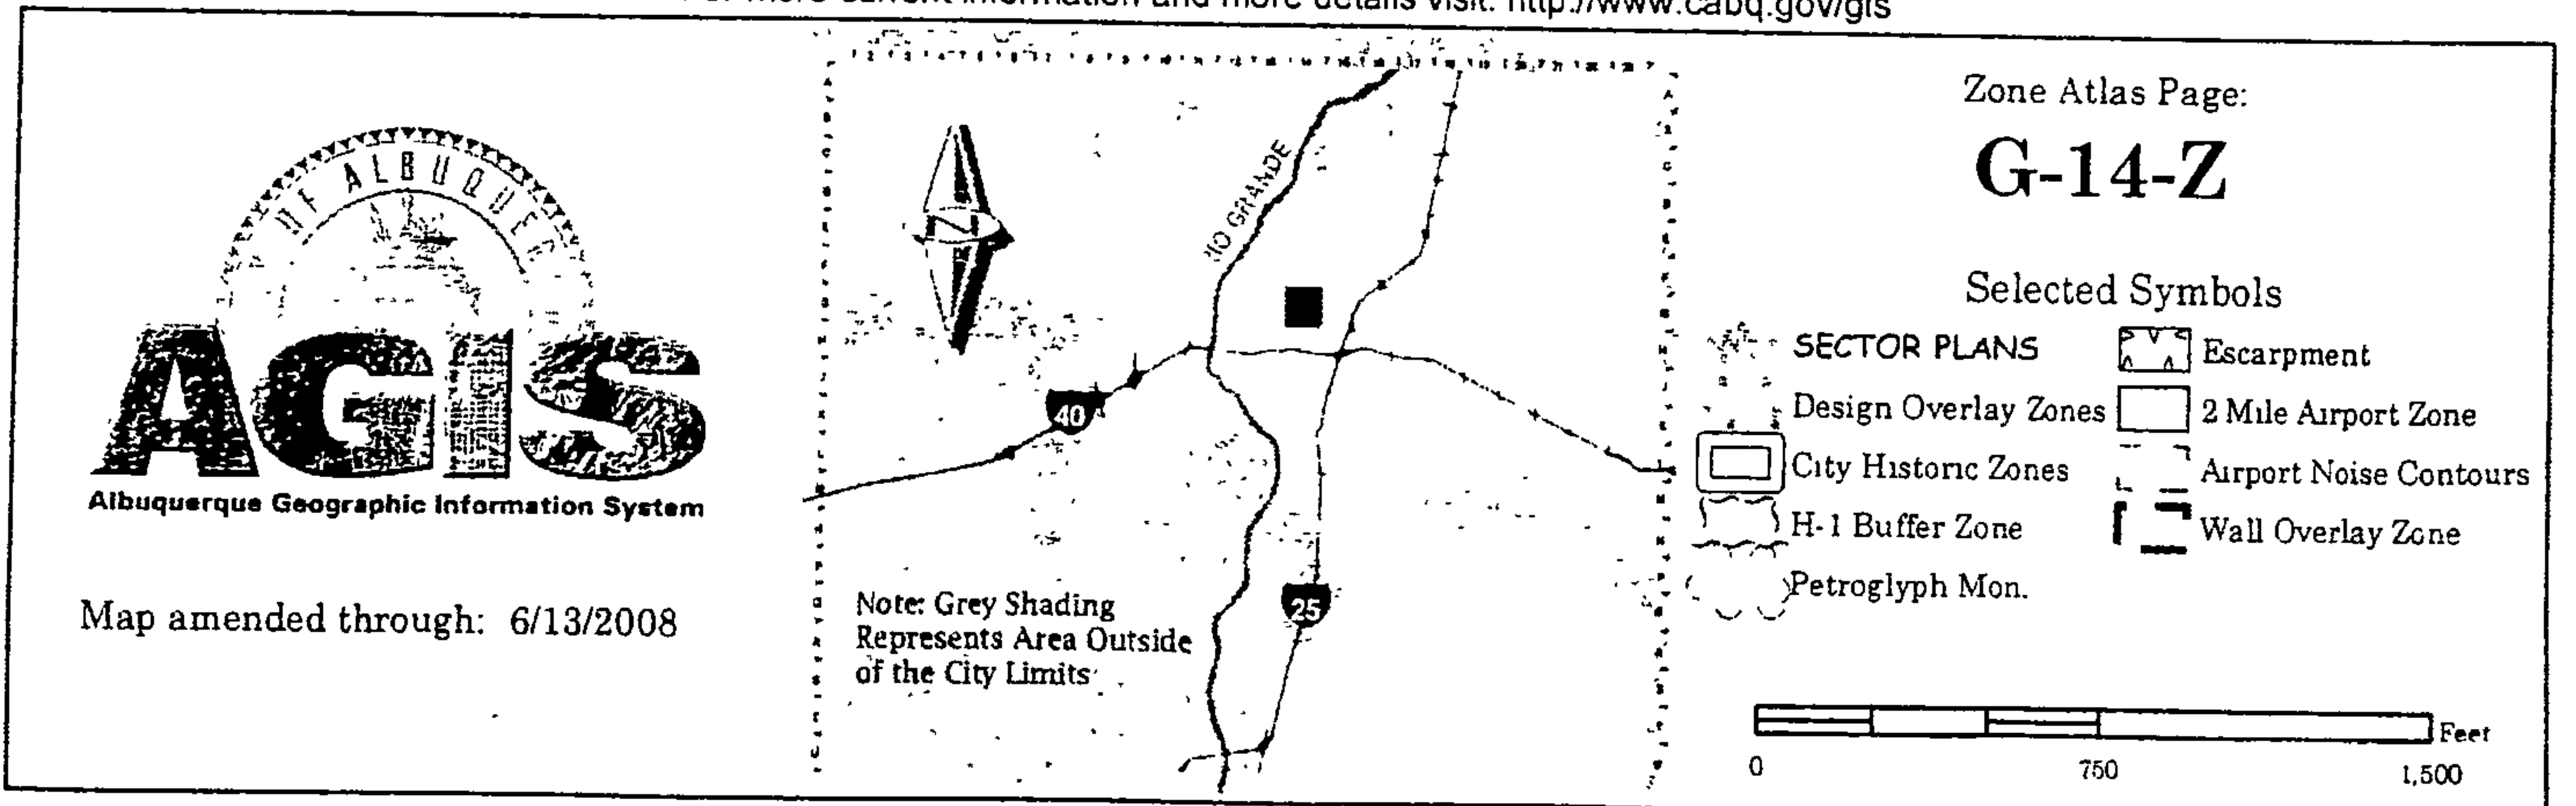 more current information and more details visit: http://www.cabq.gov/gis
OF ALBUQUERQUE
AGIS
Albuquerque Geographic Information System
Map amended through: 6/13/2008
RIO GRANDE
40
25
Note: Grey Shading
Represents Area Outside
of the City Limits
Zone Atlas Page:
G-14-Z
Selected Symbols
SECTOR PLANS
Escarpment
Design Overlay Zones
2 Mile Airport Zone
City Historic Zones
Airport Noise Contours
H-1 Buffer Zone
Wall Overlay Zone
Petroglyph Mon.
Feet
0 750 1,500